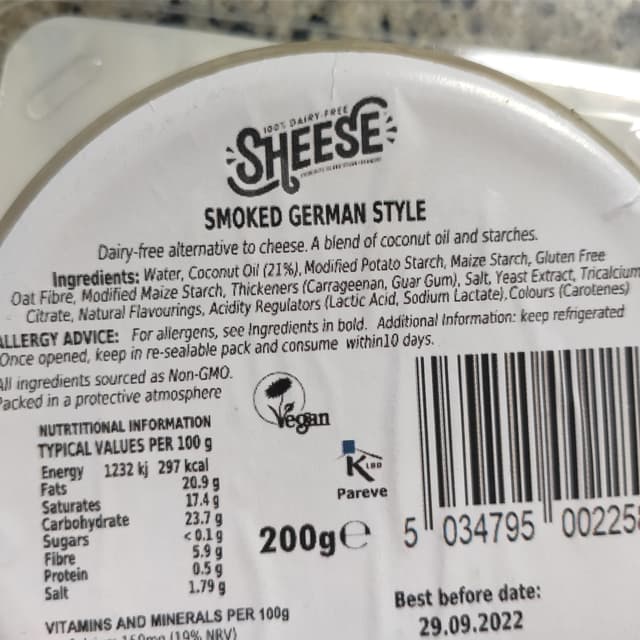 100% DAIRY-FREE
SHEESE
SMOKED GERMAN STYLE
Dairy-free alternative to cheese. A blend of coconut oil and starches.
Ingredients: Water, Coconut Oil (21%), Modified Potato Starch, Maize Starch, Gluten Free
Oat Fibre, Modified Maize Starch, Thickeners (Carrageenan, Guar Gum), Salt, Yeast Extract, Tricalcium
Citrate, Natural Flavourings, Acidity Regulators (Lactic Acid, Sodium Lactate), Colours (Carotenes)
ALLERGY ADVICE: For allergens, see Ingredients in bold. Additional Information: keep refrigerated
Once opened, keep in re-sealable pack and consume within10 days.
All ingredients sourced as Non-GMO.
Packed in a protective atmosphere
Vegan
K LBD
Pareve
NUTRTITIONAL INFORMATION
TYPICAL VALUES PER 100 g
Energy 1232 kj 297 kcal
Fats 20.9 g
Saturates 17.4 g
Carbohydrate 23.7 g
Sugars <0.1 g
Fibre 5.9 g
Protein 0.5 g
Salt 1.79 g
VITAMINS AND MINERALS PER 100g
160mg (19% NRV)
200g e
5 034795 00225
Best before date:
29.09.2022